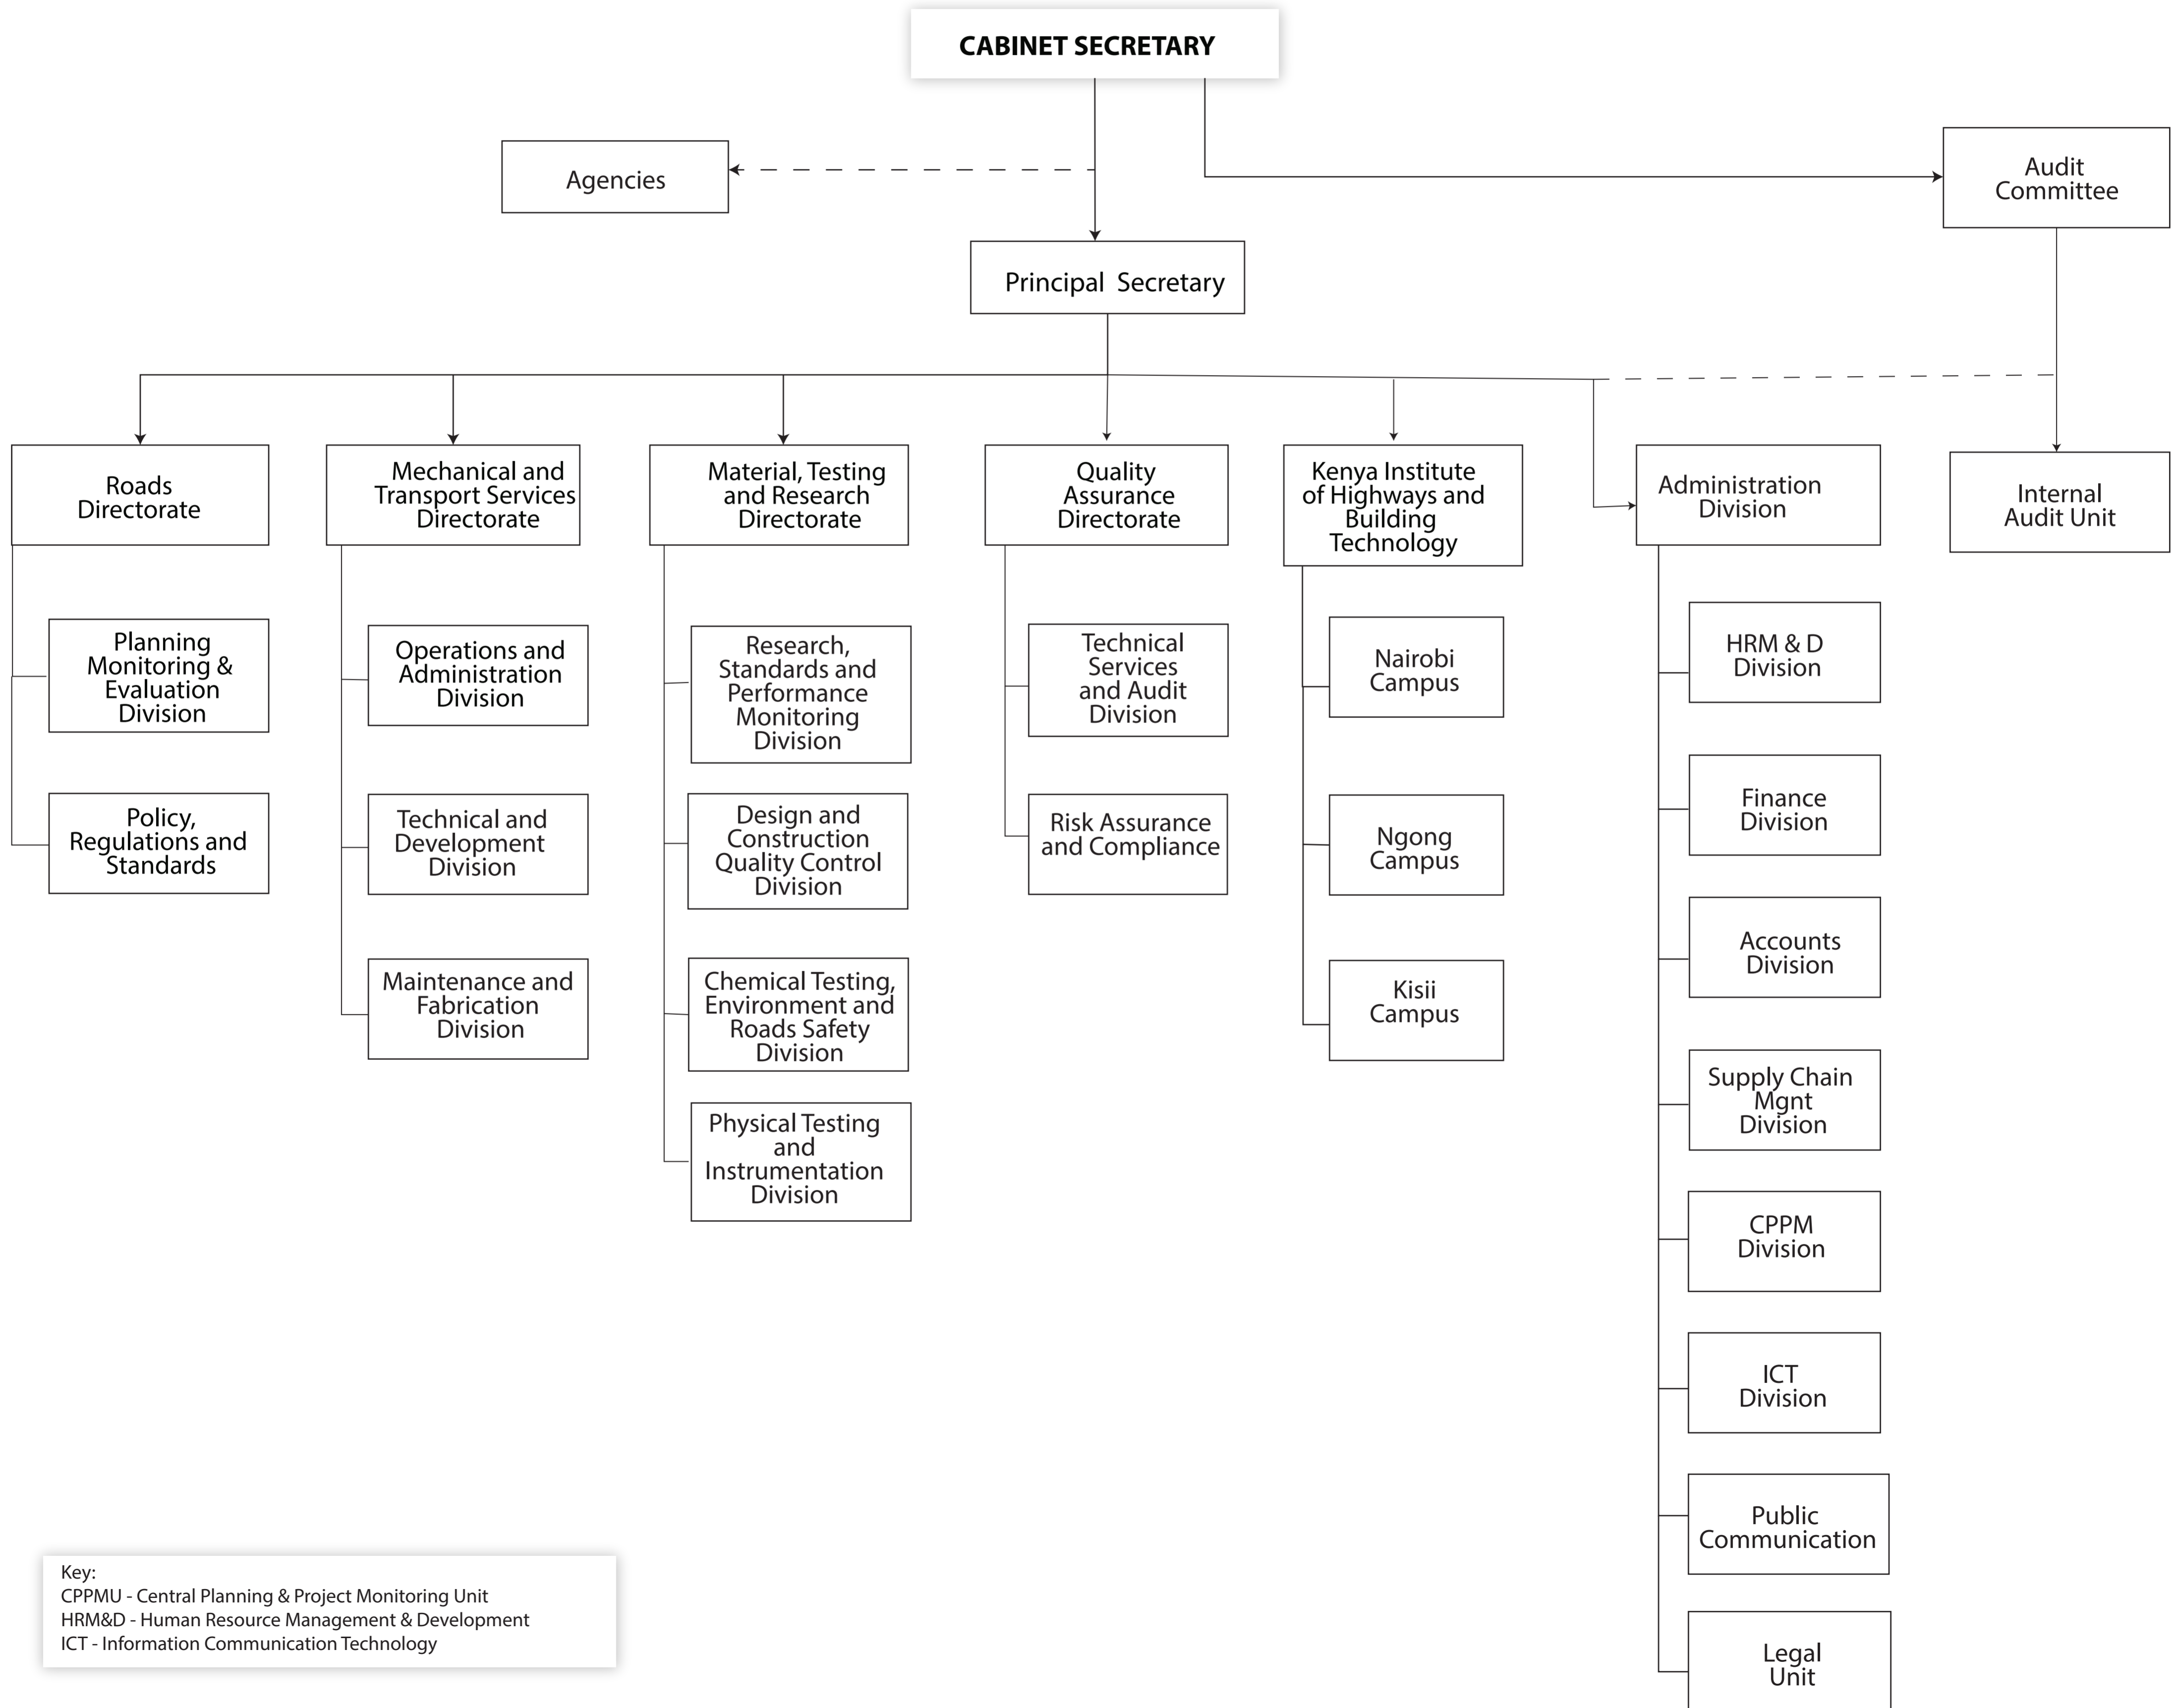 CABINET SECRETARY
Agencies
Audit
Committee
Principal Secretary
Roads
Directorate
Mechanical and
Transport Services
Directorate
Material, Testing
and Research
Directorate
Quality
Assurance
Directorate
Kenya Institute
of Highways and
Building
Technology
Administration
Division
Internal
Audit Unit
Planning
Monitoring &
Evaluation
Division
Policy,
Regulations and
Standards
Operations and
Administration
Division
Technical and
Development
Division
Maintenance and
Fabrication
Division
Research,
Standards and
Performance
Monitoring
Division
Design and
Construction
Quality Control
Division
Chemical Testing,
Environment and
Roads Safety
Division
Physical Testing
and
Instrumentation
Division
Technical
Services
and Audit
Division
Risk Assurance
and Compliance
Nairobi
Campus
Ngong
Campus
Kisii
Campus
HRM & D
Division
Finance
Division
Accounts
Division
Supply Chain
Mgnt
Division
CPPM
Division
ICT
Division
Public
Communication
Legal
Unit
Key:
CPPMU - Central Planning & Project Monitoring Unit
HRM&D - Human Resource Management & Development
ICT - Information Communication Technology